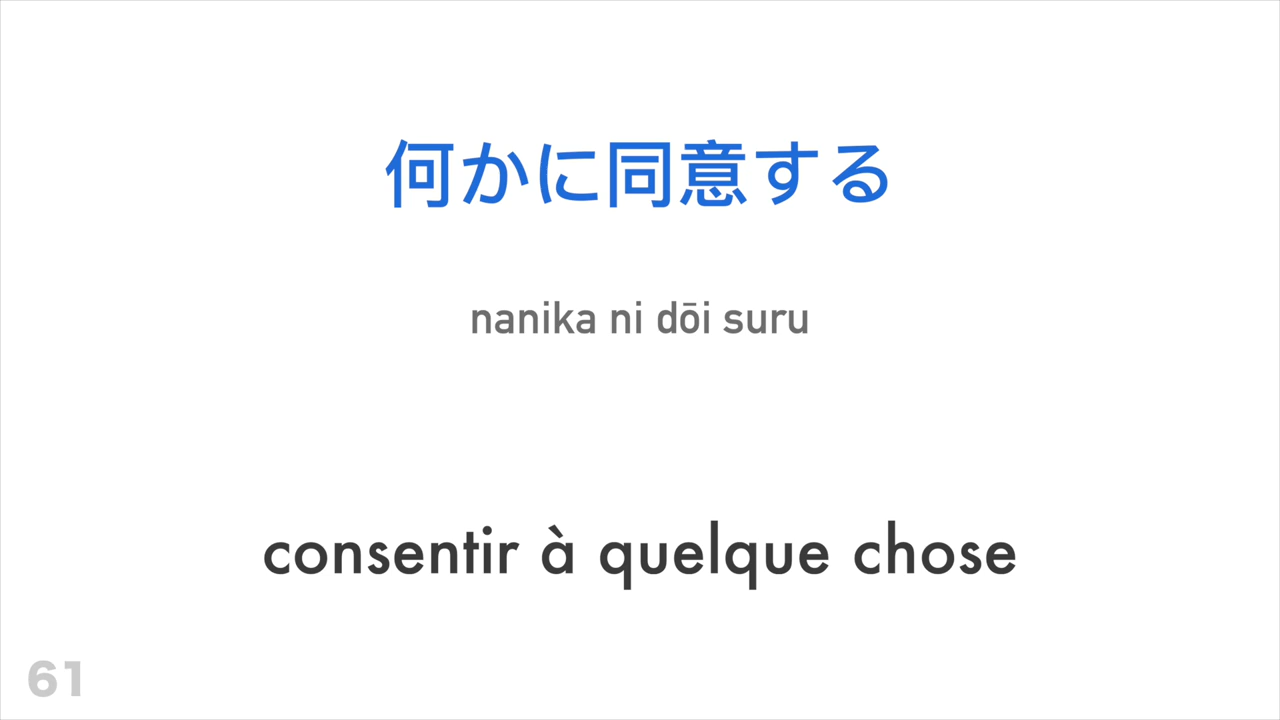 何かに同意する
nanika ni dōi suru
consentir à quelque chose
61